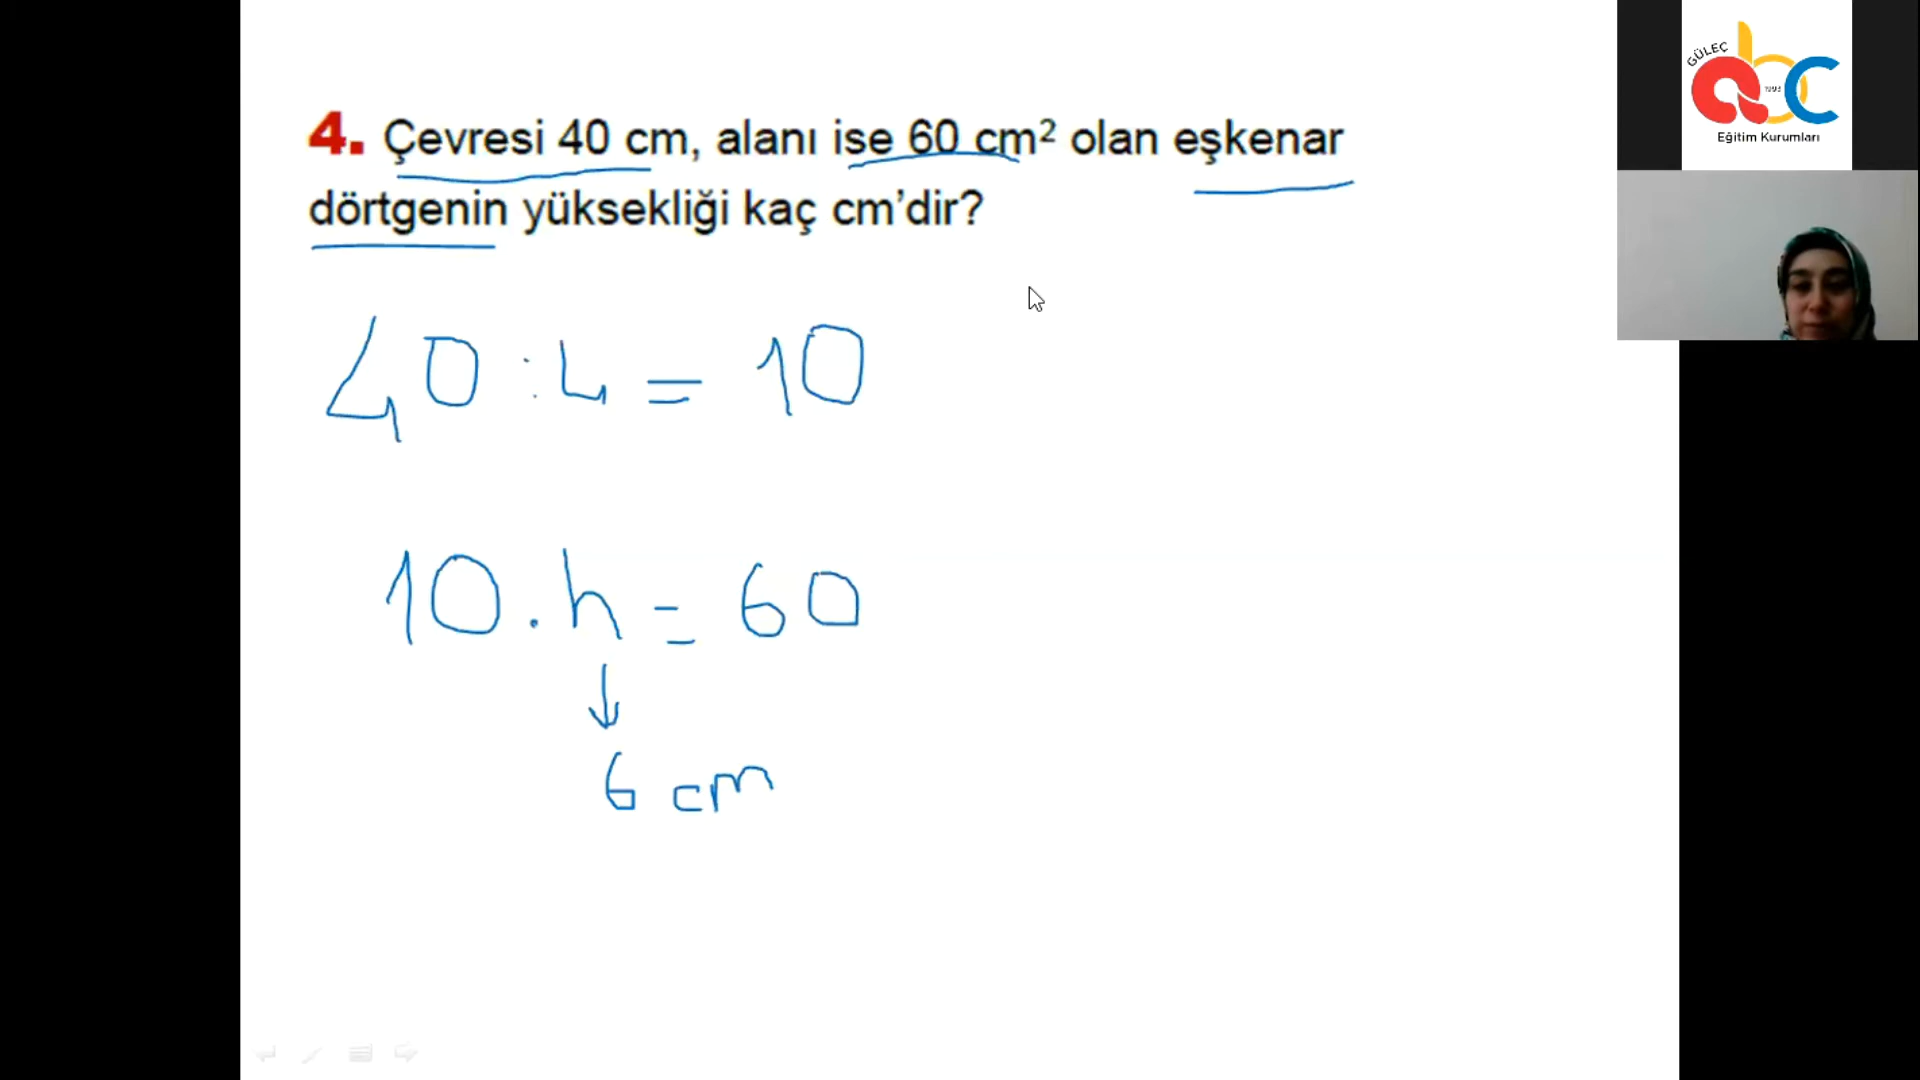 4. Çevresi 40 cm, alanı ise 60 cm² olan eşkenar
dörtgenin yüksekliği kaç cm'dir?
40 : 4 = 10
10 . h = 60
6 cm
GÜLEÇ
abc
1993
Eğitim Kurumları